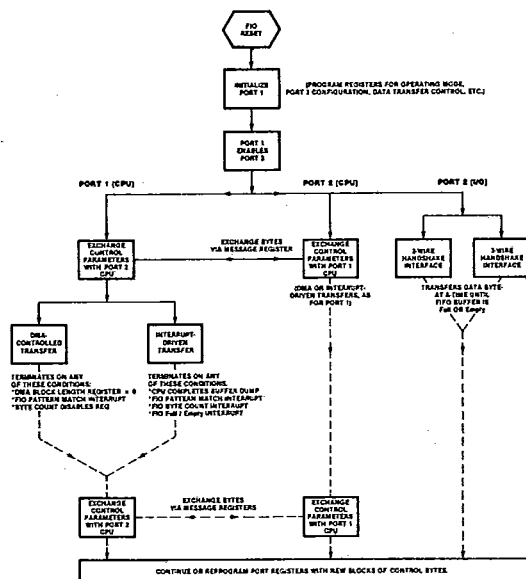 FIO
RESET
INITIALIZE
PORT 1
(PROGRAM REGISTERS FOR OPERATING MODE,
PORT 2 CONFIGURATION, DATA TRANSFER CONTROL, ETC.)
PORT 1
ENABLES
PORT 2
PORT 1 (CPU)
PORT 2 (CPU)
PORT 2 (I/O)
EXCHANGE
CONTROL
PARAMETERS
WITH PORT 2
CPU
EXCHANGE BYTES
VIA MESSAGE REGISTER
EXCHANGE
CONTROL
PARAMETERS
WITH PORT 1
CPU
2-WIRE
HANDSHAKE
INTERFACE
3-WIRE
HANDSHAKE
INTERFACE
(DMA OR INTERRUPT-
DRIVEN TRANSFERS, AS
FOR PORT 1)
TRANSFERS DATA BYTE-
AT-A-TIME UNTIL
FIFO BUFFER IS
Full OR Empty
DMA-
CONTROLLED
TRANSFER
INTERRUPT-
DRIVEN
TRANSFER
TERMINATES ON ANY
OF THESE CONDITIONS:
*DMA BLOCK LENGTH REGISTER = 0
*FIO PATTERN MATCH INTERRUPT
*BYTE COUNT DISABLES REQ
TERMINATES ON ANY
OF THESE CONDITIONS:
*CPU COMPLETES BUFFER DUMP
*FIO PATTERN MATCH INTERRUPT
*FIO BYTE COUNT INTERRUPT
*FIO Full / Empty INTERRUPT
EXCHANGE
CONTROL
PARAMETERS
WITH PORT 2
CPU
EXCHANGE BYTES
VIA MESSAGE REGISTERS
EXCHANGE
CONTROL
PARAMETERS
WITH PORT 1
CPU
CONTINUE OR REPROGRAM PORT REGISTERS WITH NEW BLOCKS OF CONTROL BYTES